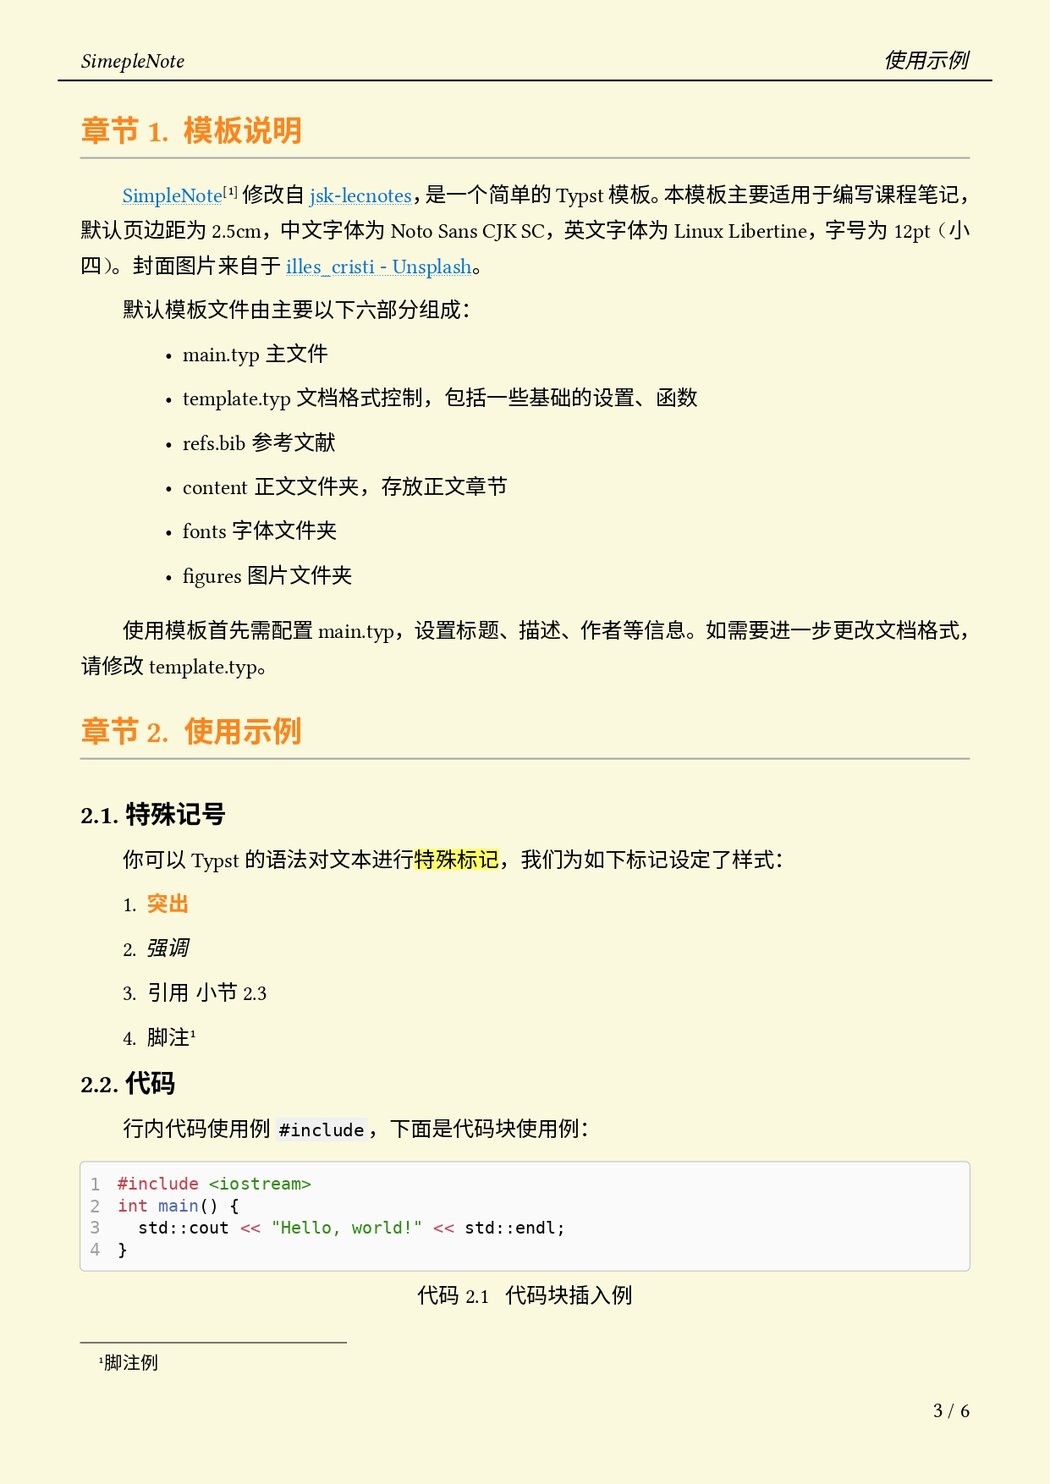 SimepleNote 使用示例
章节 1. 模板说明
SimpleNote[1] 修改自 jsk-lecnotes，是一个简单的 Typst 模板。本模板主要适用于编写课程笔记，
默认页边距为 2.5cm，中文字体为 Noto Sans CJK SC，英文字体为 Linux Libertine，字号为 12pt（小
四）。封面图片来自于 illes_cristi - Unsplash。
默认模板文件由主要以下六部分组成：
• main.typ 主文件
• template.typ 文档格式控制，包括一些基础的设置、函数
• refs.bib 参考文献
• content 正文文件夹，存放正文章节
• fonts 字体文件夹
• figures 图片文件夹
使用模板首先需配置 main.typ，设置标题、描述、作者等信息。如需要进一步更改文档格式，
请修改 template.typ。
章节 2. 使用示例
2.1. 特殊记号
你可以 Typst 的语法对文本进行特殊标记，我们为如下标记设定了样式：
1. 突出
2. 强调
3. 引用 小节 2.3
4. 脚注¹
2.2. 代码
行内代码使用例 #include，下面是代码块使用例：
1 #include <iostream>
2 int main() {
3   std::cout << "Hello, world!" << std::endl;
4 }
代码 2.1 代码块插入例
¹脚注例
3 / 6